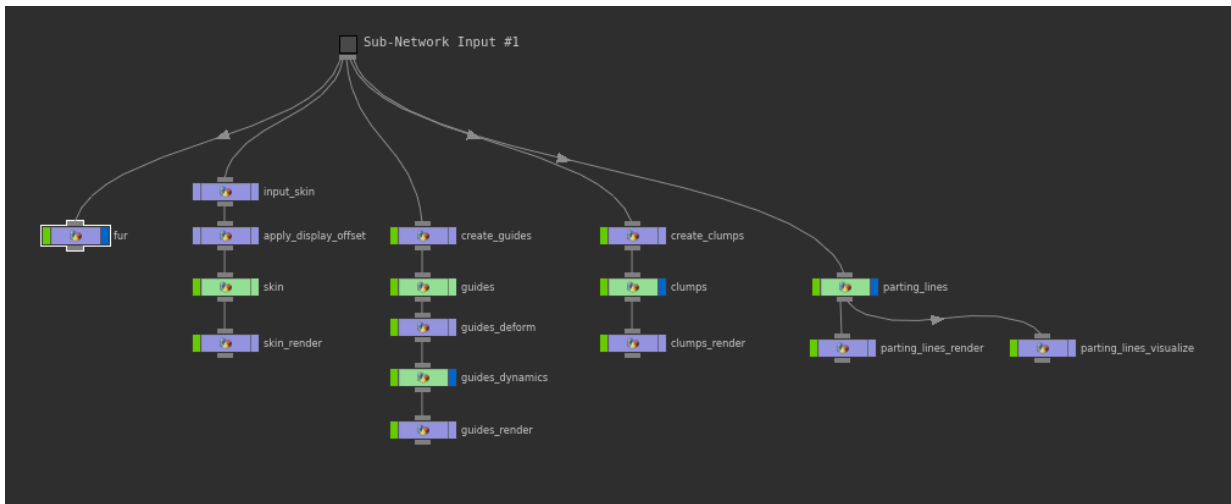 Sub-Network Input #1
input_skin
fur
apply_display_offset
create_guides
create_clumps
skin
guides
clumps
parting_lines
guides_deform
skin_render
clumps_render
parting_lines_render
parting_lines_visualize
guides_dynamics
guides_render